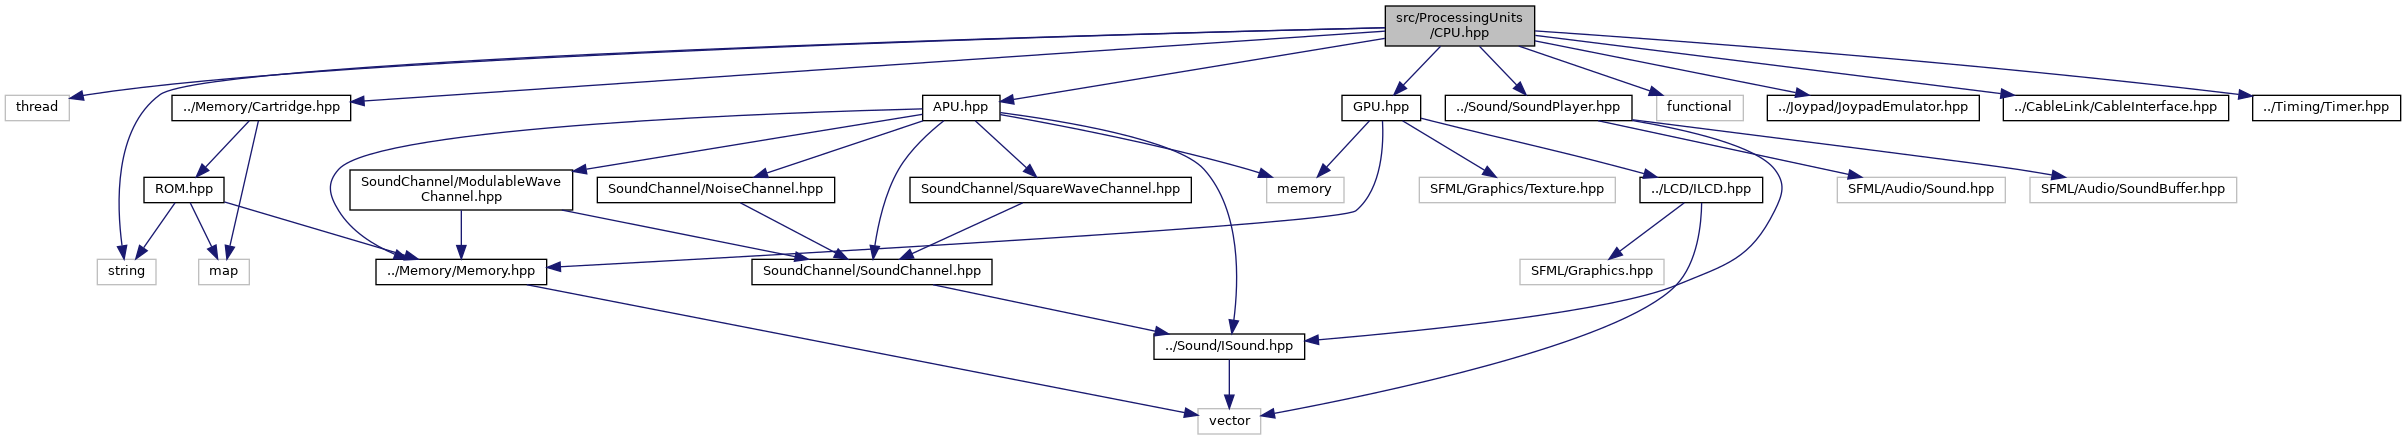 src/ProcessingUnits
/CPU.hpp
thread
../Memory/Cartridge.hpp
APU.hpp
GPU.hpp
../Sound/SoundPlayer.hpp
functional
../Joypad/JoypadEmulator.hpp
../CableLink/CableInterface.hpp
../Timing/Timer.hpp
ROM.hpp
SoundChannel/ModulableWave
Channel.hpp
SoundChannel/NoiseChannel.hpp
SoundChannel/SquareWaveChannel.hpp
memory
SFML/Graphics/Texture.hpp
../LCD/ILCD.hpp
SFML/Audio/Sound.hpp
SFML/Audio/SoundBuffer.hpp
string
map
../Memory/Memory.hpp
SoundChannel/SoundChannel.hpp
SFML/Graphics.hpp
../Sound/ISound.hpp
vector